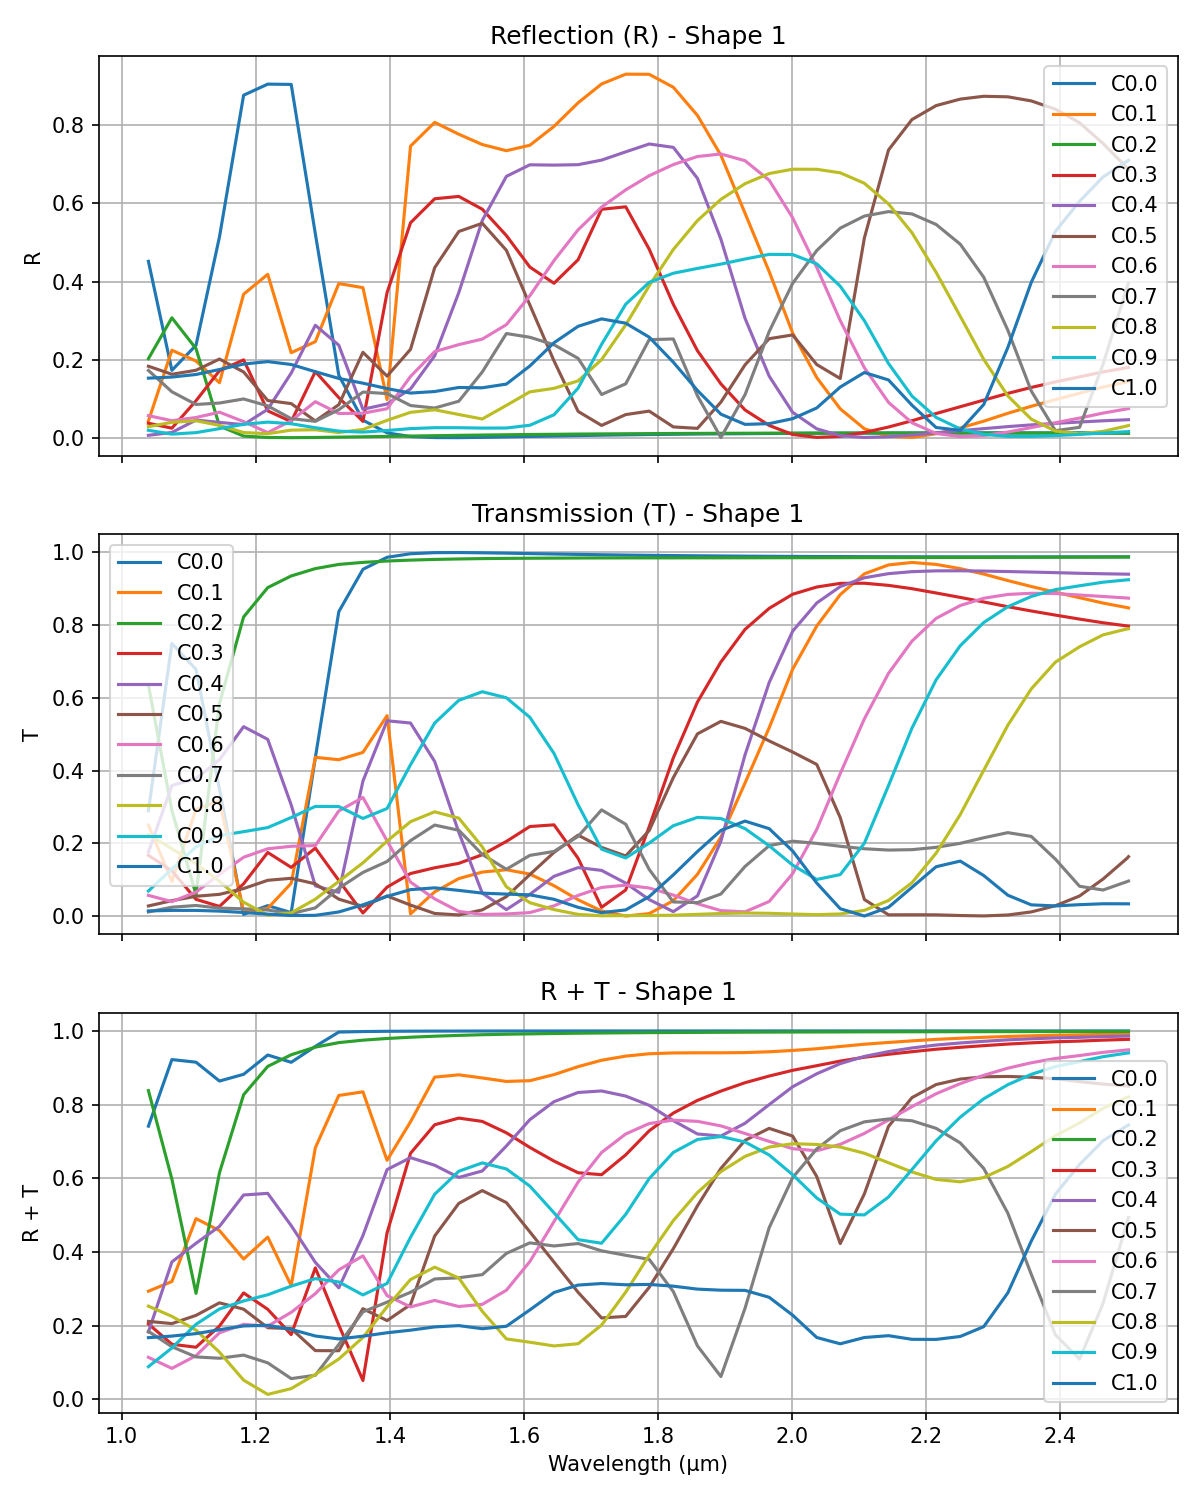 Reflection (R) - Shape 1
R
0.8
0.6
0.4
0.2
0.0
C0.0
C0.1
C0.2
C0.3
C0.4
C0.5
C0.6
C0.7
C0.8
C0.9
C1.0
Transmission (T) - Shape 1
T
1.0
0.8
0.6
0.4
0.2
0.0
C0.0
C0.1
C0.2
C0.3
C0.4
C0.5
C0.6
C0.7
C0.8
C0.9
C1.0
R + T - Shape 1
R + T
1.0
0.8
0.6
0.4
0.2
0.0
C0.0
C0.1
C0.2
C0.3
C0.4
C0.5
C0.6
C0.7
C0.8
C0.9
C1.0
1.0 1.2 1.4 1.6 1.8 2.0 2.2 2.4
Wavelength (μm)